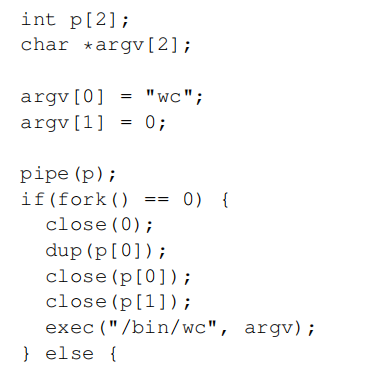 int p[2];
char *argv[2];
argv[0] = "wc";
argv[1] = 0;
pipe(p);
if(fork() == 0) {
close(0);
dup(p[0]);
close(p[0]);
close(p[1]);
exec("/bin/wc", argv);
} else {